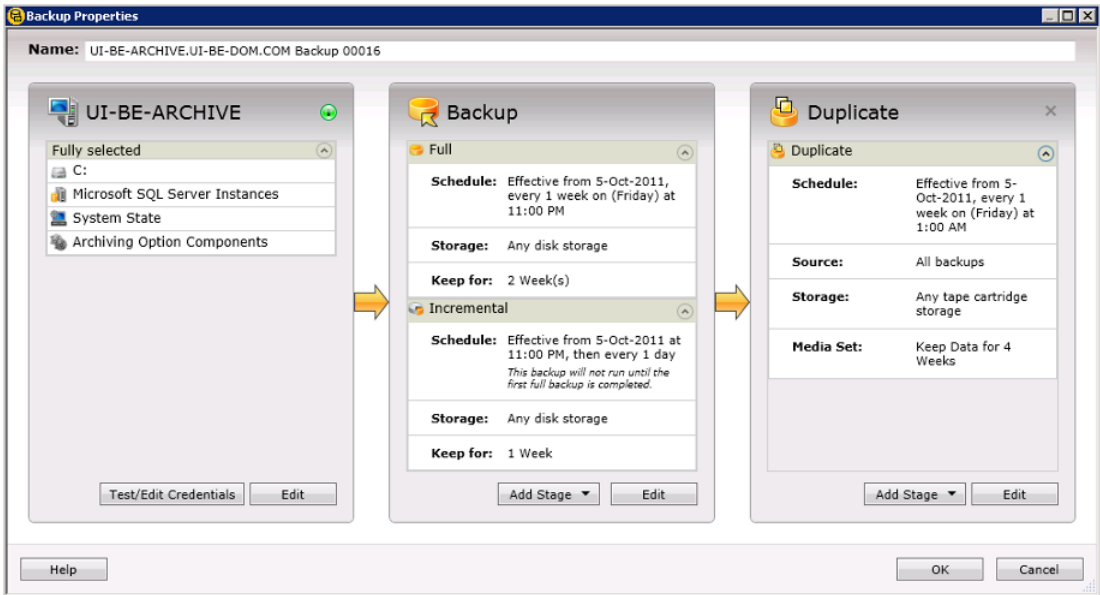 Backup Properties
Name: UI-BE-ARCHIVE.UI-BE-DOM.COM Backup 00016
UI-BE-ARCHIVE
Fully selected
C:
Microsoft SQL Server Instances
System State
Archiving Option Components
Test/Edit Credentials Edit
Backup
Full
Schedule: Effective from 5-Oct-2011,
every 1 week on (Friday) at
11:00 PM
Storage: Any disk storage
Keep for: 2 Week(s)
Incremental
Schedule: Effective from 5-Oct-2011 at
11:00 PM, then every 1 day
This backup will not run until the
first full backup is completed.
Storage: Any disk storage
Keep for: 1 Week
Add Stage Edit
Duplicate
Duplicate
Schedule: Effective from 5-
Oct-2011, every 1
week on (Friday) at
1:00 AM
Source: All backups
Storage: Any tape cartridge
storage
Media Set: Keep Data for 4
Weeks
Add Stage Edit
Help OK Cancel